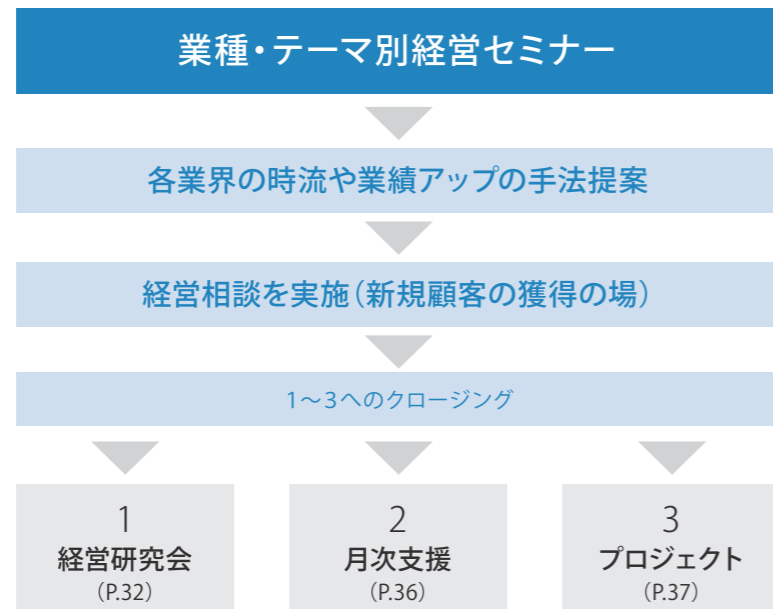 業種・テーマ別経営セミナー
各業界の時流や業績アップの手法提案
経営相談を実施（新規顧客の獲得の場）
1～3へのクロージング
1
経営研究会
（P.32）
2
月次支援
（P.36）
3
プロジェクト
（P.37）